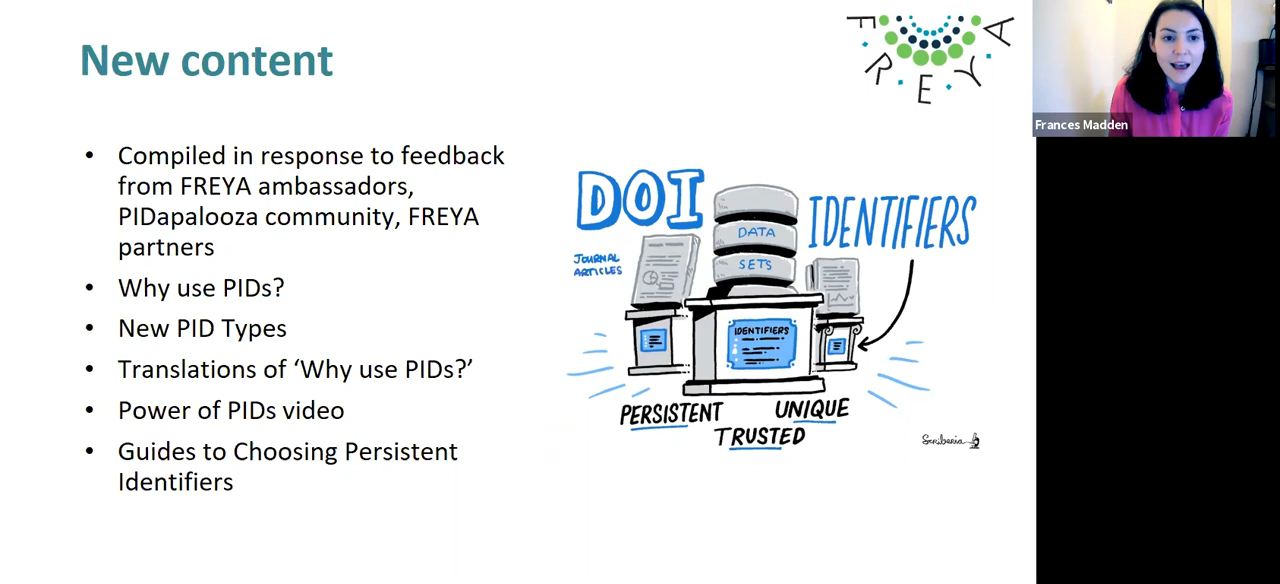 New content
FREYA
Frances Madden
• Compiled in response to feedback
from FREYA ambassadors,
PIDapalooza community, FREYA
partners
• Why use PIDs?
• New PID Types
• Translations of ‘Why use PIDs?’
• Power of PIDs video
• Guides to Choosing Persistent
Identifiers
DOI
IDENTIFIERS
JOURNAL
ARTICLES
DATA
SETS
IDENTIFIERS
PERSISTENT
UNIQUE
TRUSTED
Scriberia